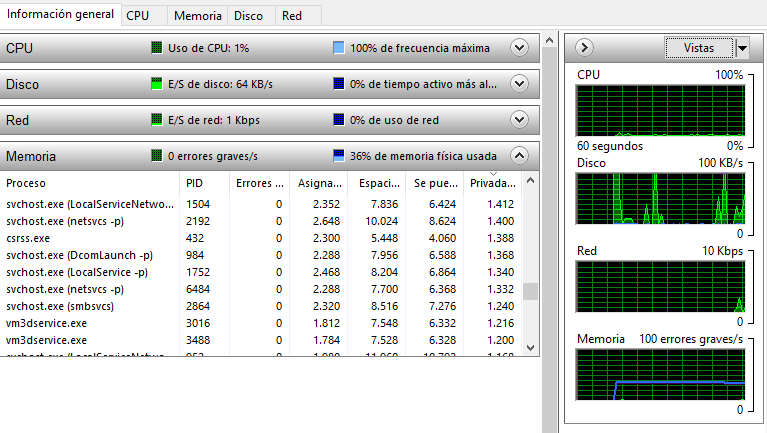 Información general CPU Memoria Disco Red
CPU Uso de CPU: 1% 100% de frecuencia máxima
Disco E/S de disco: 64 KB/s 0% de tiempo activo más al...
Red E/S de red: 1 Kbps 0% de uso de red
Memoria 0 errores graves/s 36% de memoria física usada
Proceso PID Errores ... Asigna... Espaci... Se pue... Privada...
svchost.exe (LocalServiceNetwo... 1504 0 2.352 7.836 6.424 1.412
svchost.exe (netsvcs -p) 2192 0 2.648 10.024 8.624 1.400
csrss.exe 432 0 2.300 5.448 4.060 1.388
svchost.exe (DcomLaunch -p) 984 0 2.288 7.956 6.588 1.368
svchost.exe (LocalService -p) 1752 0 2.468 8.204 6.864 1.340
svchost.exe (netsvcs -p) 6484 0 2.288 7.700 6.368 1.332
svchost.exe (smbsvcs) 2864 0 2.320 8.516 7.276 1.240
vm3dservice.exe 3016 0 1.812 7.548 6.332 1.216
vm3dservice.exe 3488 0 1.784 7.528 6.328 1.200
svchost.exe (LocalServiceNetwo... 0
Vistas
CPU 100%
60 segundos 0%
Disco 100 KB/s
0
Red 10 Kbps
0
Memoria 100 errores graves/s
0